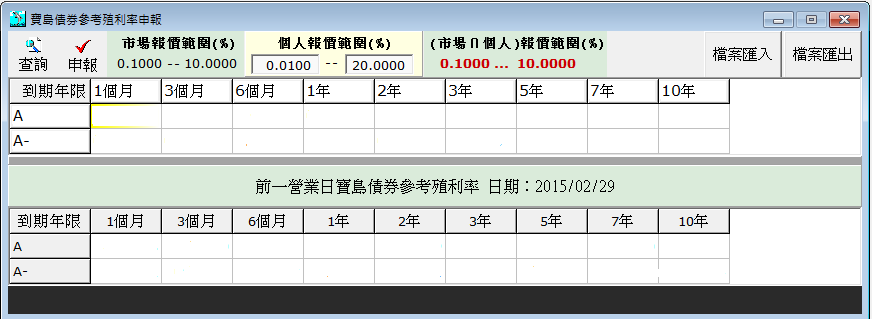 寶島債券參考殖利率申報
市場報價範圍(%) 個人報價範圍(%) (市場∩個人)報價範圍(%)
查詢 申報 0.1000 -- 10.0000 0.0100 -- 20.0000 0.1000 ... 10.0000 檔案匯入 檔案匯出
到期年限 1個月 3個月 6個月 1年 2年 3年 5年 7年 10年
A
A-
前一營業日寶島債券參考殖利率 日期：2015/02/29
到期年限 1個月 3個月 6個月 1年 2年 3年 5年 7年 10年
A
A-